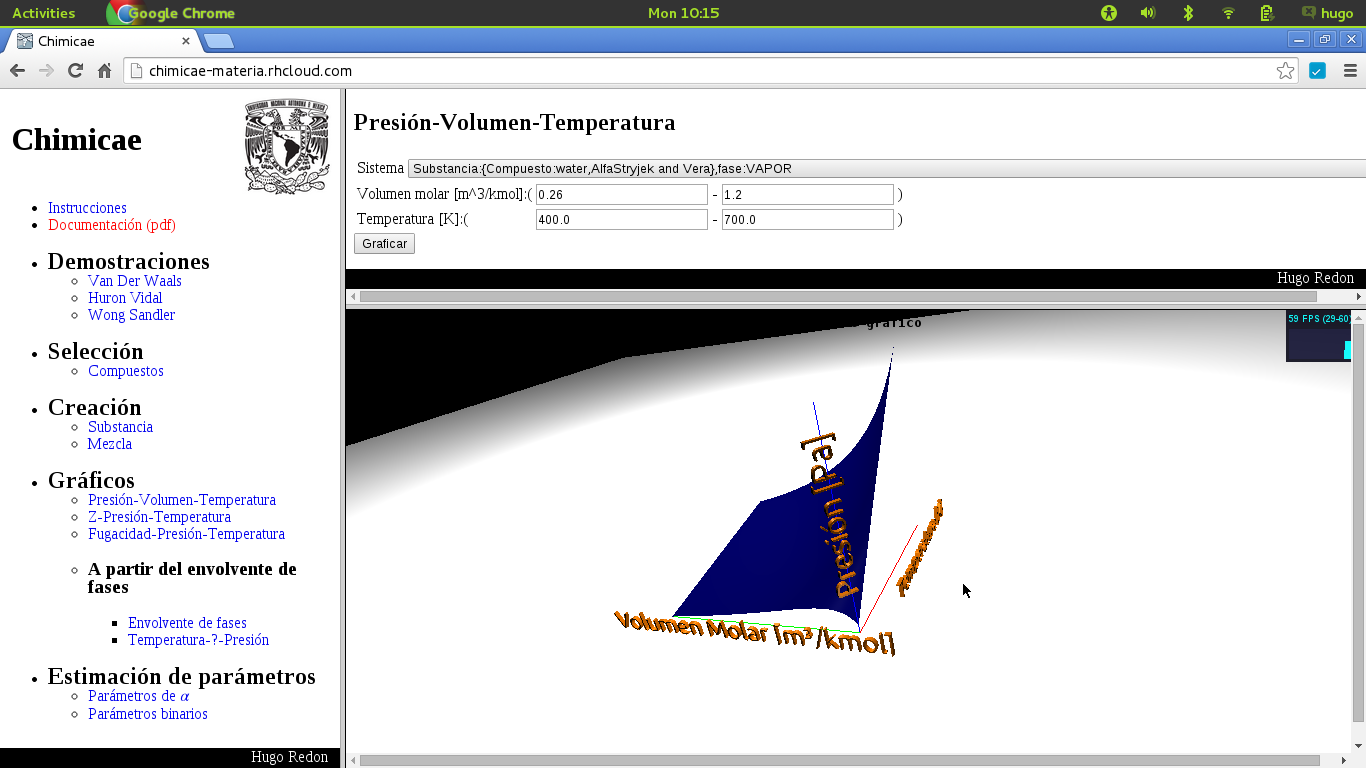 Activities
Google Chrome
Mon 10:15
hugo
Chimicae
chimicae-materia.rhcloud.com
Chimicae
Instrucciones
Documentación (pdf)
Demostraciones
Van Der Waals
Huron Vidal
Wong Sandler
Selección
Compuestos
Creación
Substancia
Mezcla
Gráficos
Presión-Volumen-Temperatura
Z-Presión-Temperatura
Fugacidad-Presión-Temperatura
A partir del envolvente de
fases
Envolvente de fases
Temperatura-?-Presión
Estimación de parámetros
Parámetros de α
Parámetros binarios
Hugo Redon
Presión-Volumen-Temperatura
Sistema Substancia:{Compuesto:water,AlfaStryjek and Vera},fase:VAPOR
Volumen molar [m^3/kmol]:( 0.26 - 1.2 )
Temperatura [K]:( 400.0 - 700.0 )
Graficar
Hugo Redon
gráfico
59 FPS (29-60)
Presión [Pa]
Volumen Molar [m³/kmol]